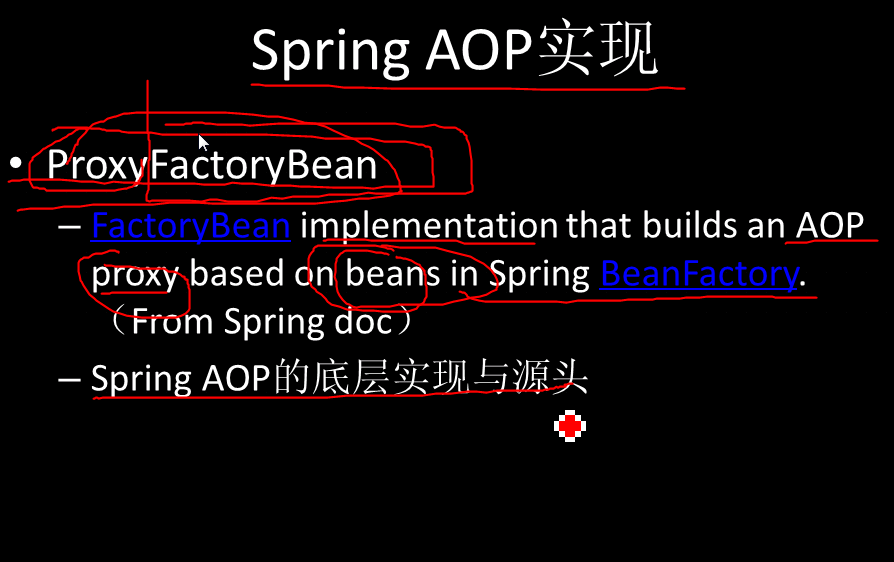 Spring AOP实现
• ProxyFactoryBean
– FactoryBean implementation that builds an AOP
proxy based on beans in Spring BeanFactory.
（From Spring doc）
– Spring AOP的底层实现与源头